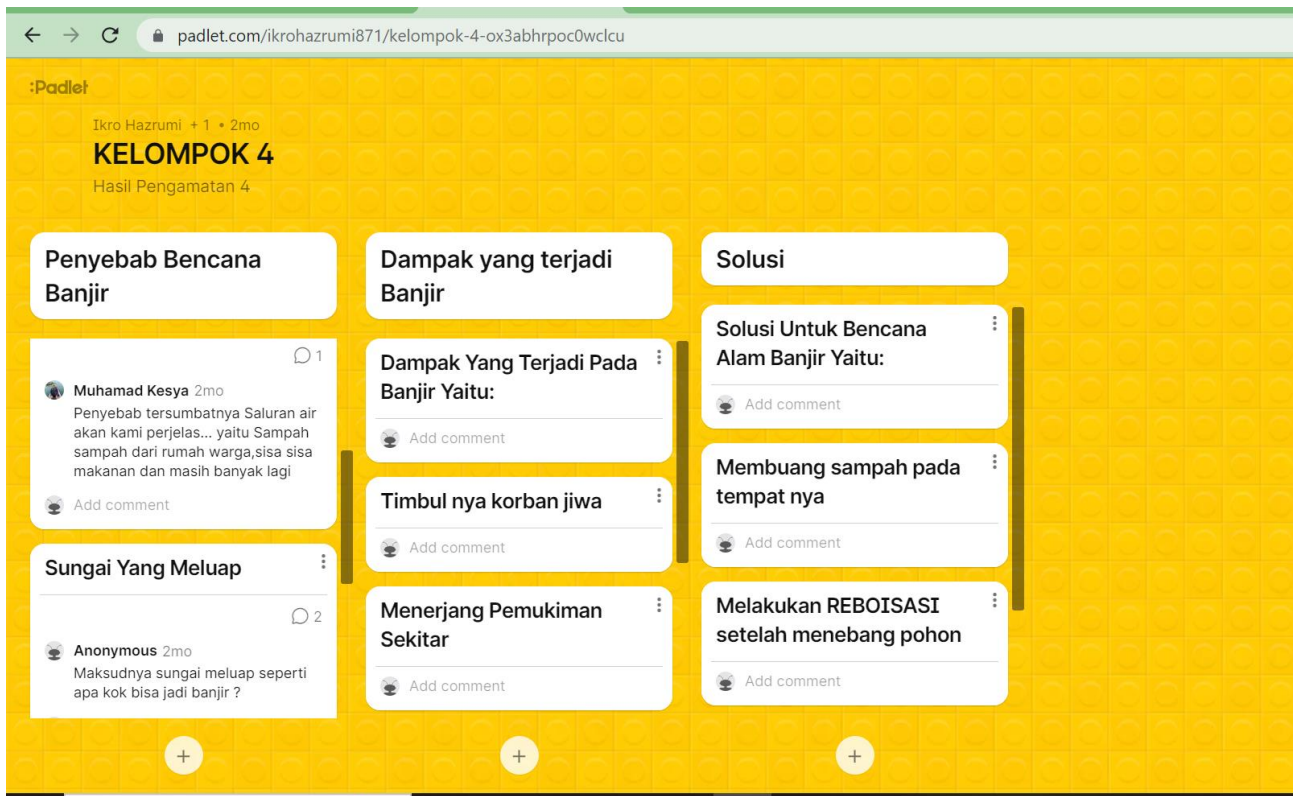 padlet.com/ikrohazrumi871/kelompok-4-ox3abhrpoc0wclcu
:Padlet
Ikro Hazrumi + 1 • 2mo
KELOMPOK 4
Hasil Pengamatan 4
Penyebab Bencana
Banjir
1
Muhamad Kesya 2mo
Penyebab tersumbatnya Saluran air
akan kami perjelas... yaitu Sampah
sampah dari rumah warga,sisa sisa
makanan dan masih banyak lagi
Add comment
Sungai Yang Meluap
2
Anonymous 2mo
Maksudnya sungai meluap seperti
apa kok bisa jadi banjir ?
Dampak yang terjadi
Banjir
Dampak Yang Terjadi Pada
Banjir Yaitu:
Add comment
Timbul nya korban jiwa
Add comment
Menerjang Pemukiman
Sekitar
Add comment
Solusi
Solusi Untuk Bencana
Alam Banjir Yaitu:
Add comment
Membuang sampah pada
tempat nya
Add comment
Melakukan REBOISASI
setelah menebang pohon
Add comment